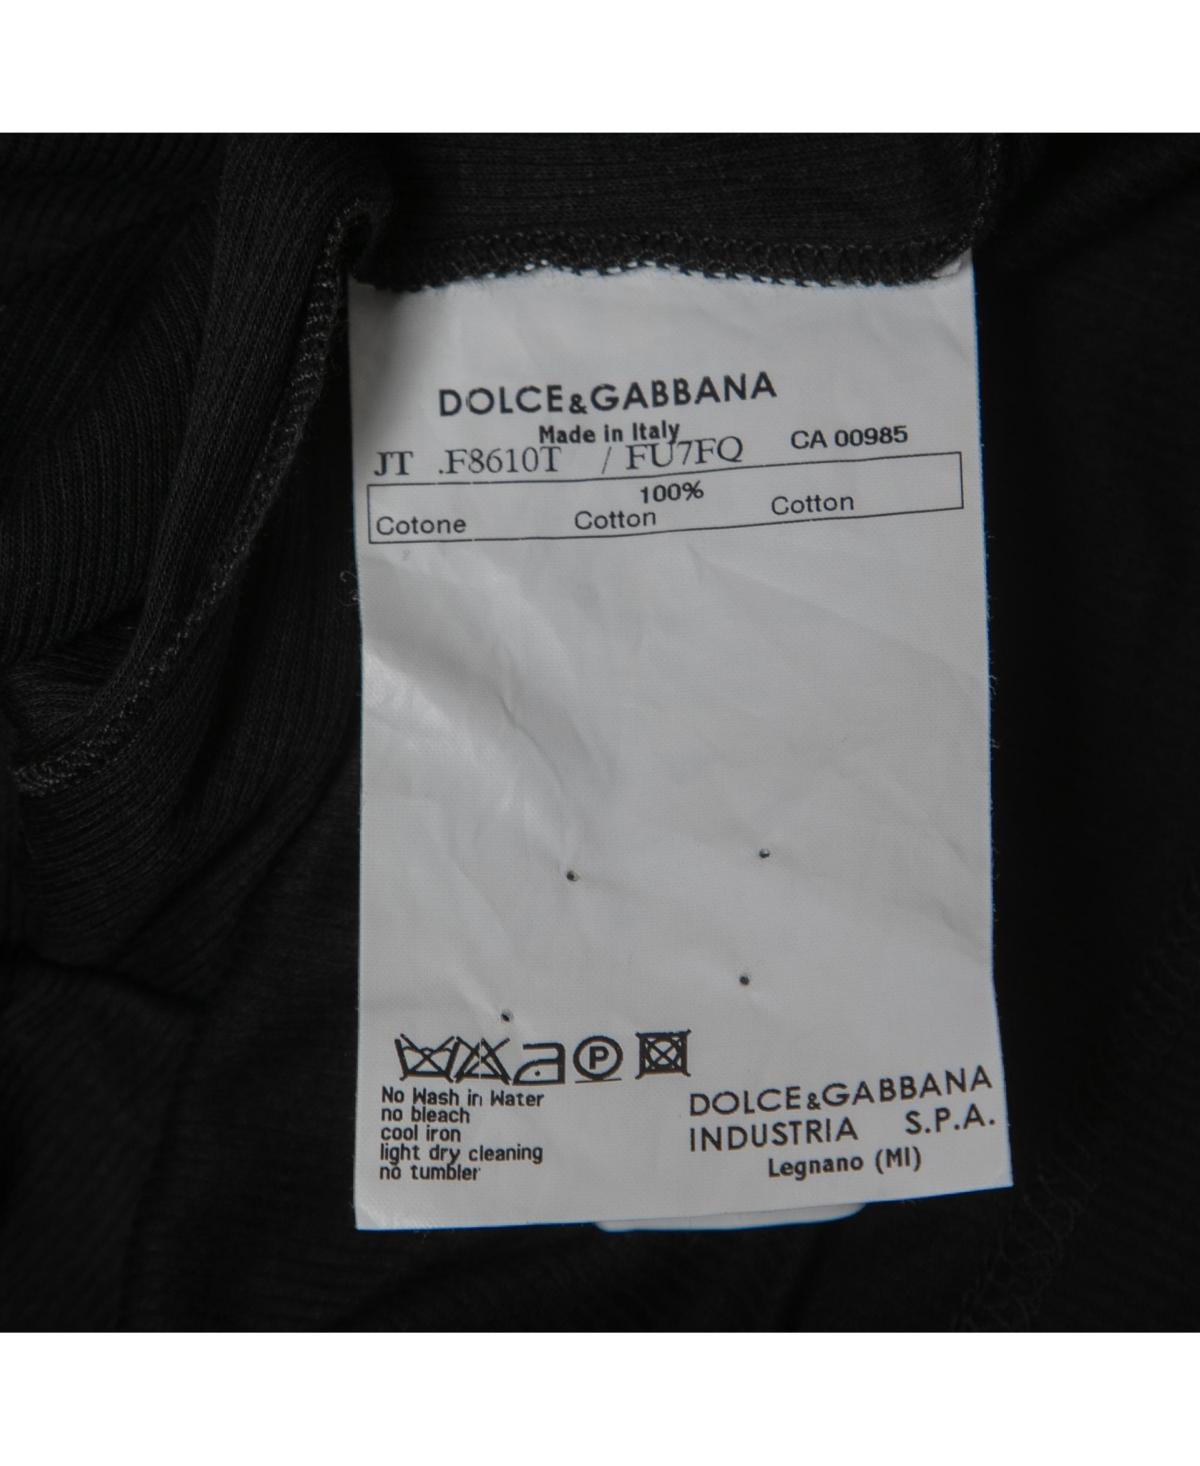 DOLCE&GABBANA
Made in Italy
JT .F8610T / FU7FQ CA 00985
100%
Cotone Cotton Cotton
P
No Wash in Water
no bleach
cool iron
light dry cleaning
no tumbler
DOLCE&GABBANA
INDUSTRIA S.P.A.
Legnano (MI)